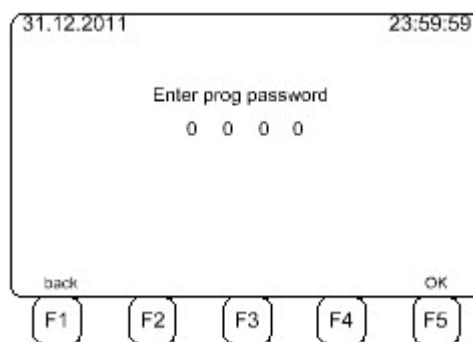 31.12.2011 23:59:59
Enter prog password
0 0 0 0
back OK
F1 F2 F3 F4 F5